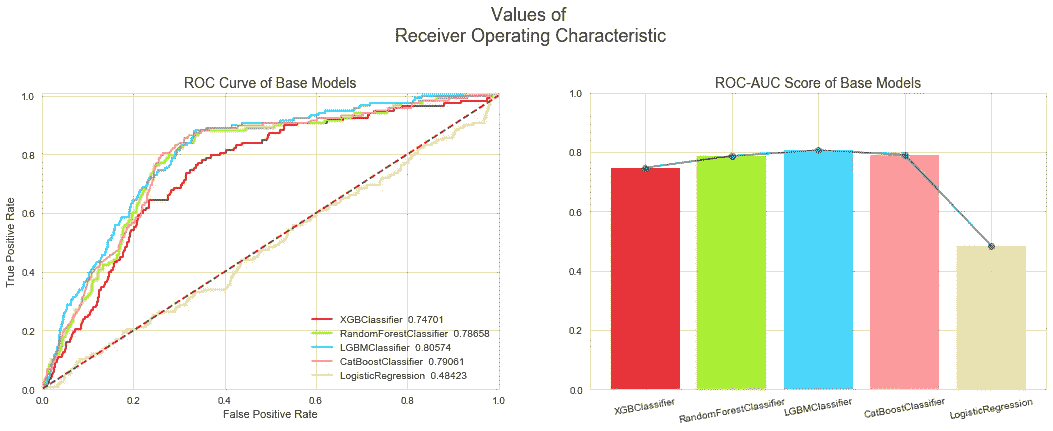 Values of
Receiver Operating Characteristic
ROC Curve of Base Models
True Positive Rate
1.0
0.8
0.6
0.4
0.2
0.0
XGBClassifier 0.74701
RandomForestClassifier 0.78658
LGBMClassifier 0.80574
CatBoostClassifier 0.79061
LogisticRegression 0.48423
0.0 0.2 0.4 0.6 0.8 1.0
False Positive Rate
ROC-AUC Score of Base Models
1.0
0.8
0.6
0.4
0.2
0.0
XGBClassifier
RandomForestClassifier
LGBMClassifier
CatBoostClassifier
LogisticRegression